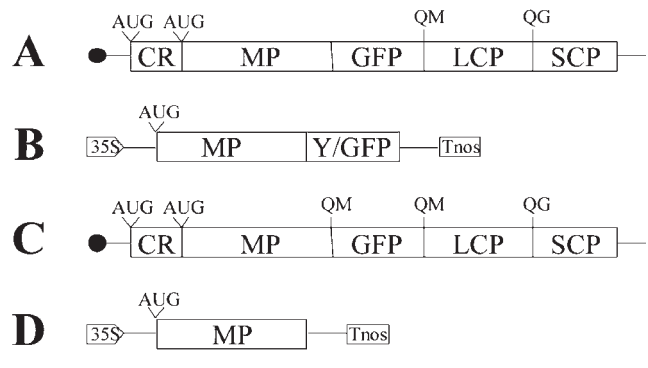 AUG AUG QM QG
A CR MP GFP LCP SCP
AUG
B 35S MP Y/GFP Tnos
AUG AUG QM QM QG
C CR MP GFP LCP SCP
AUG
D 35S MP Tnos